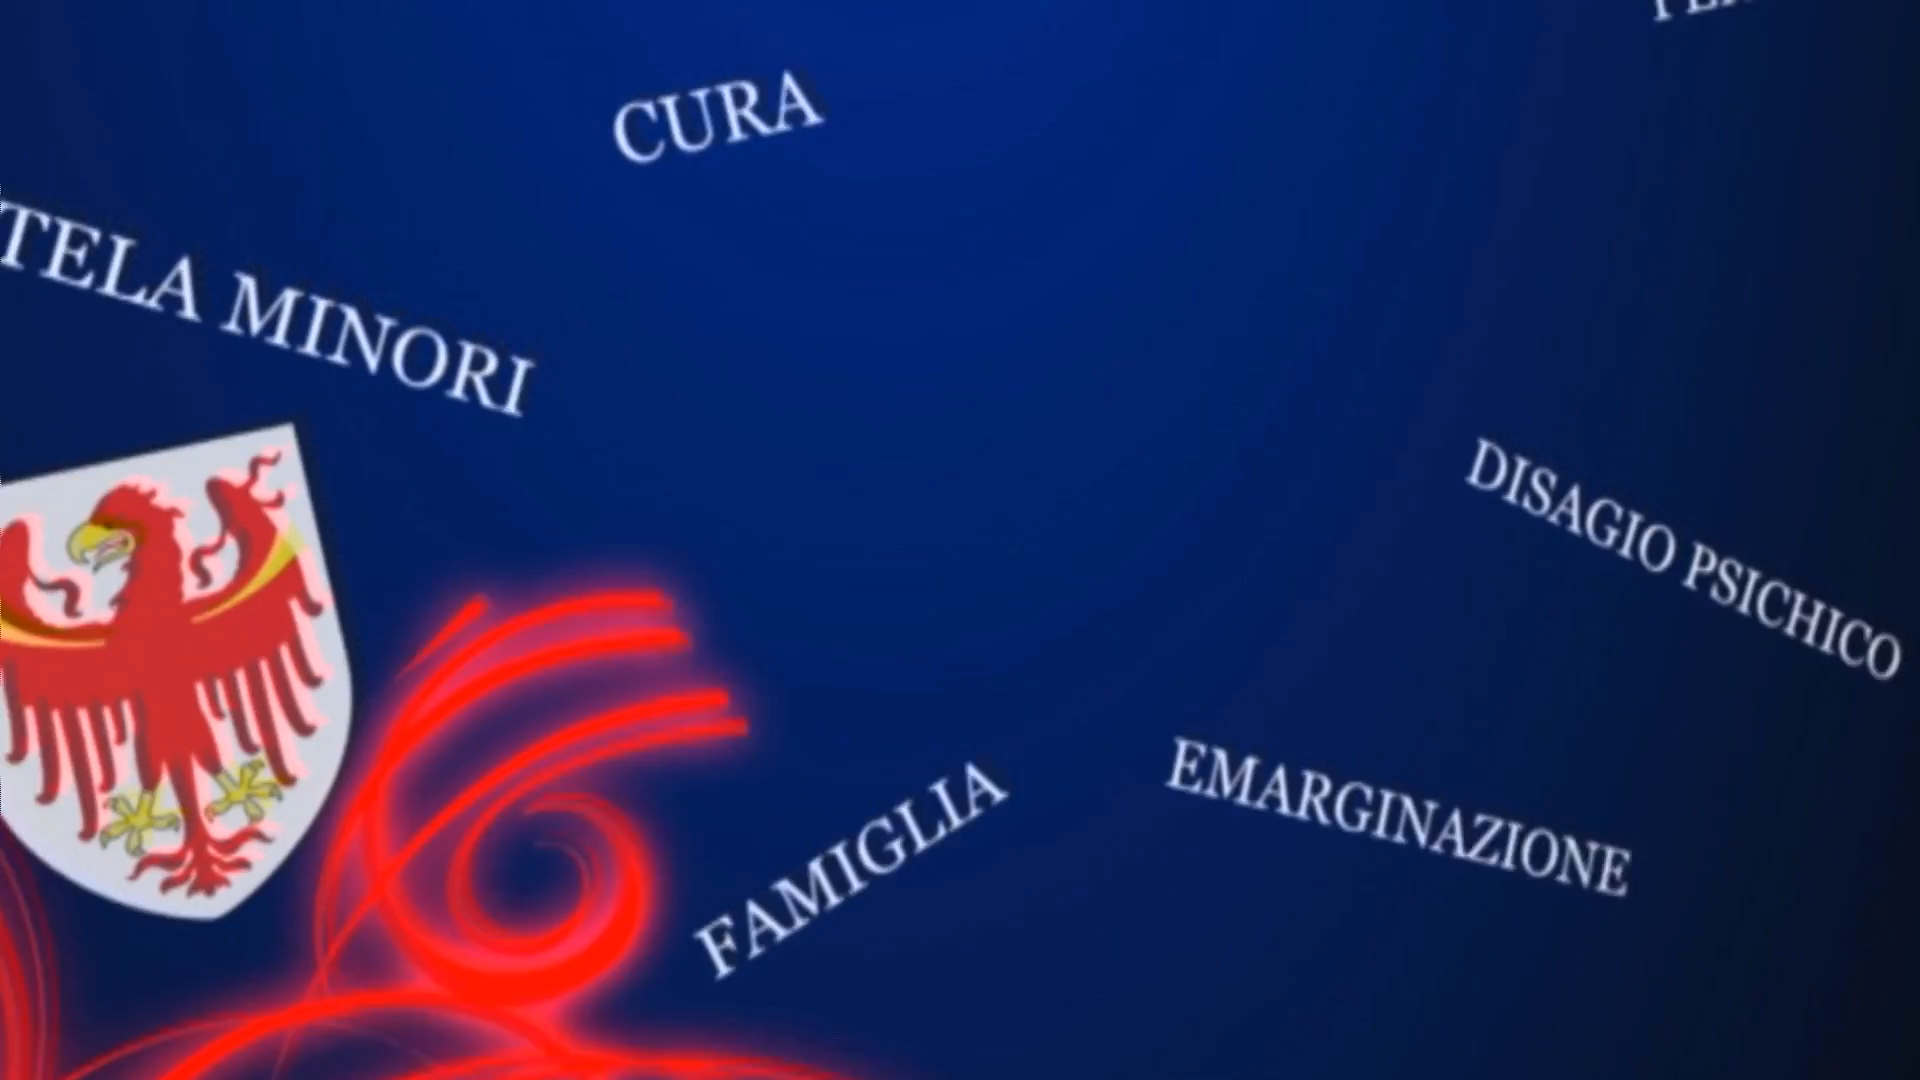 CURA
TELA MINORI
DISAGIO PSICHICO
EMARGINAZIONE
FAMIGLIA